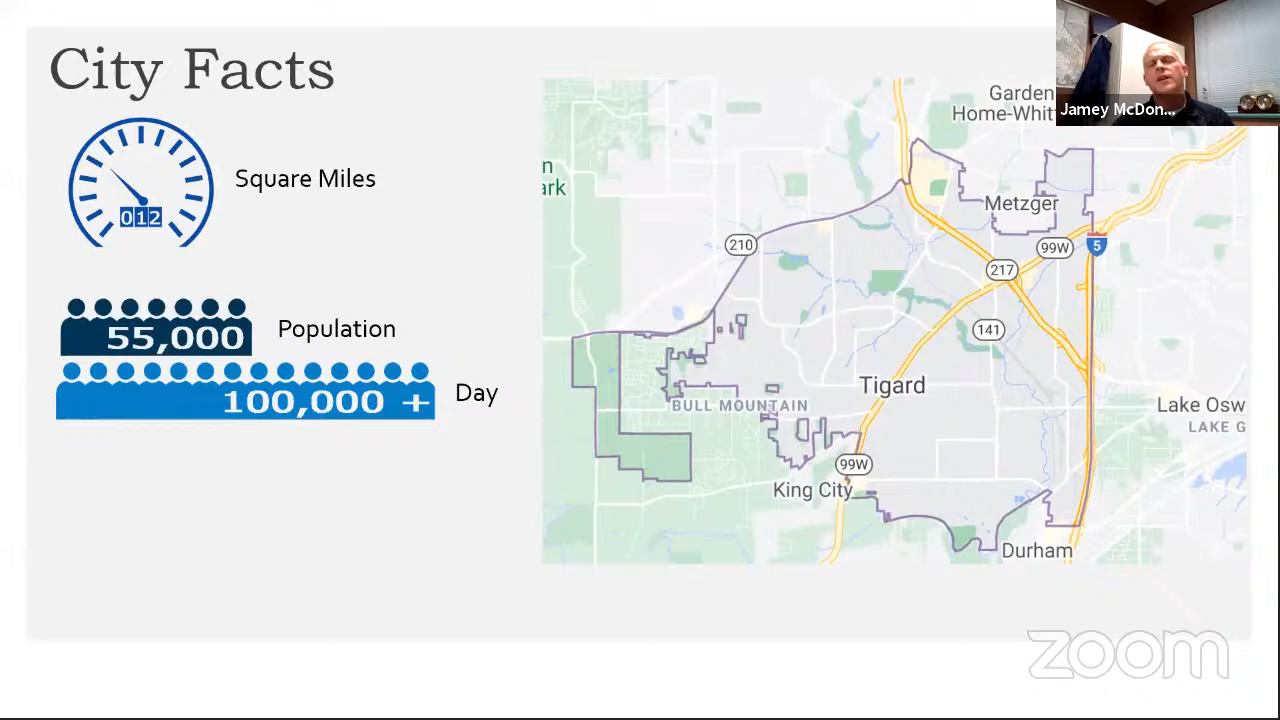 City Facts
012
Square Miles
55,000
Population
100,000 +
Day
Garden
Home-Whit
Jamey McDon...
n
ark
Metzger
210
99W
5
217
141
Tigard
BULL MOUNTAIN
Lake Osw
LAKE G
99W
King City
Durham
zoom